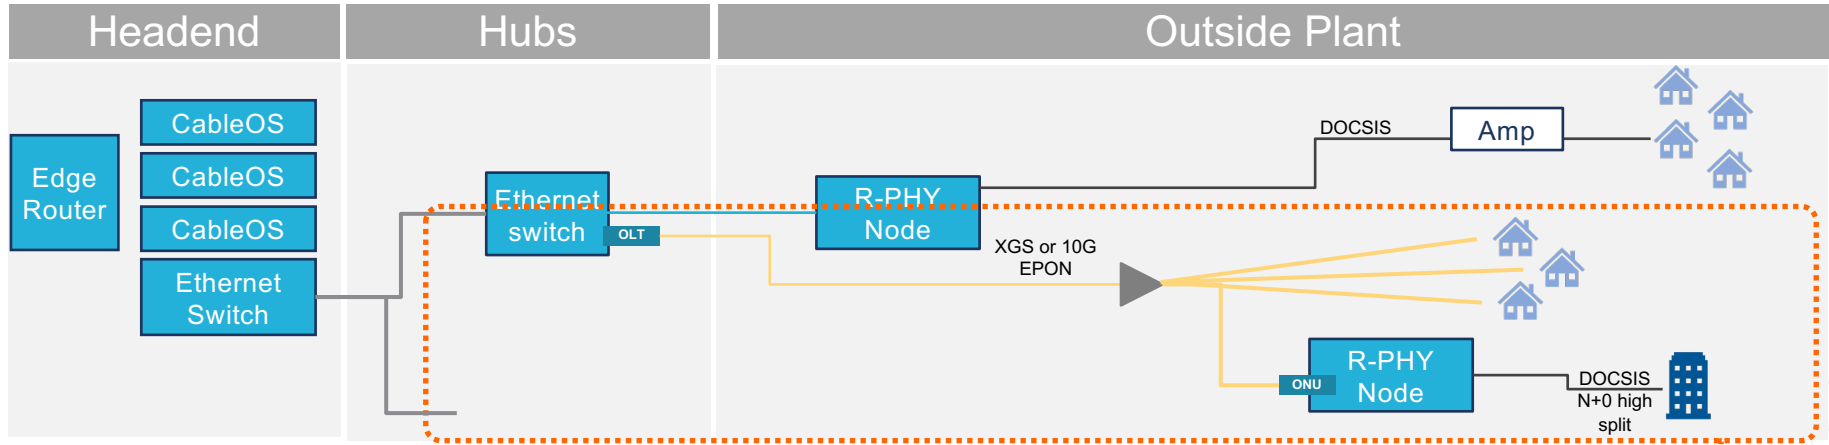 Headend
Hubs
Outside Plant
CableOS
CableOS
CableOS
Edge
Router
Ethernet
Switch
Ethernet
switch
OLT
R-PHY
Node
DOCSIS
Amp
XGS or 10G
EPON
ONU
R-PHY
Node
DOCSIS
N+0 high
split